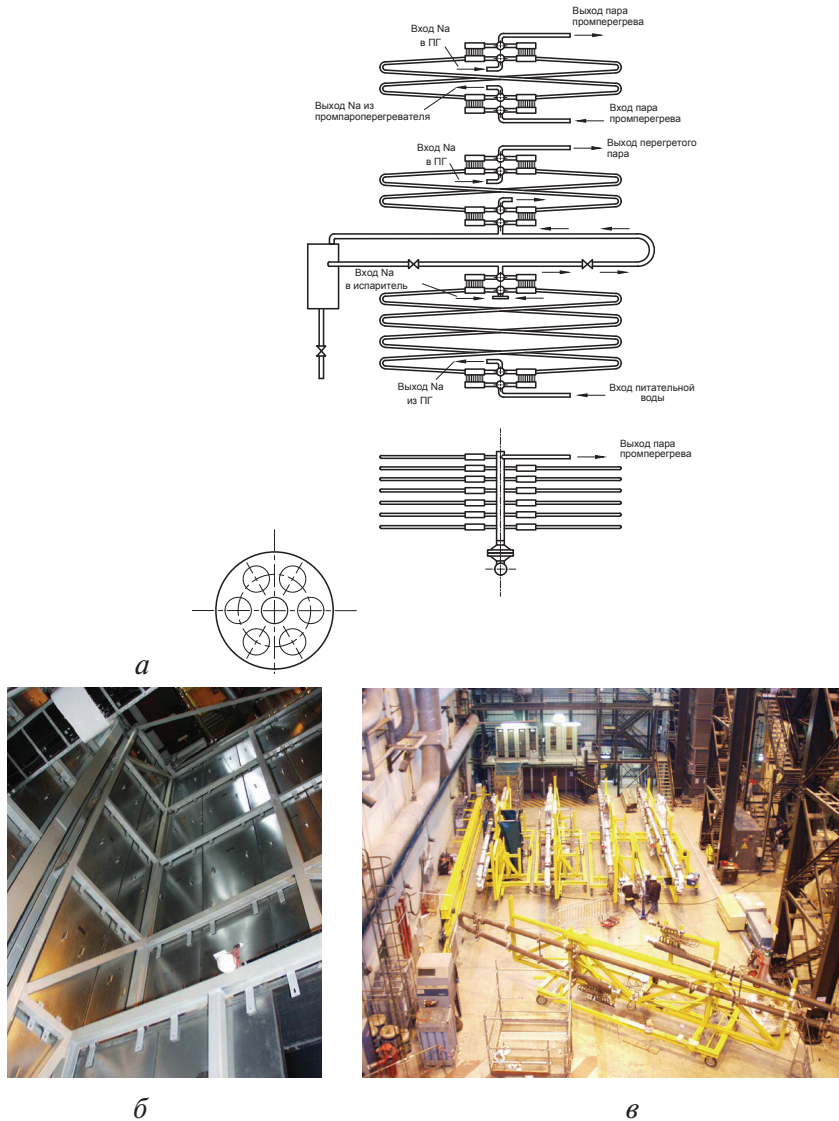 Выход пара
промперегрева
Вход Na
в ПГ
Выход Na из
промпароперегревателя
Вход пара
промперегрева
Вход Na
в ПГ
Выход перегретого
пара
Вход Na
в испаритель
Выход Na
из ПГ
Вход питательной
воды
Выход пара
промперегрева
а
б
в